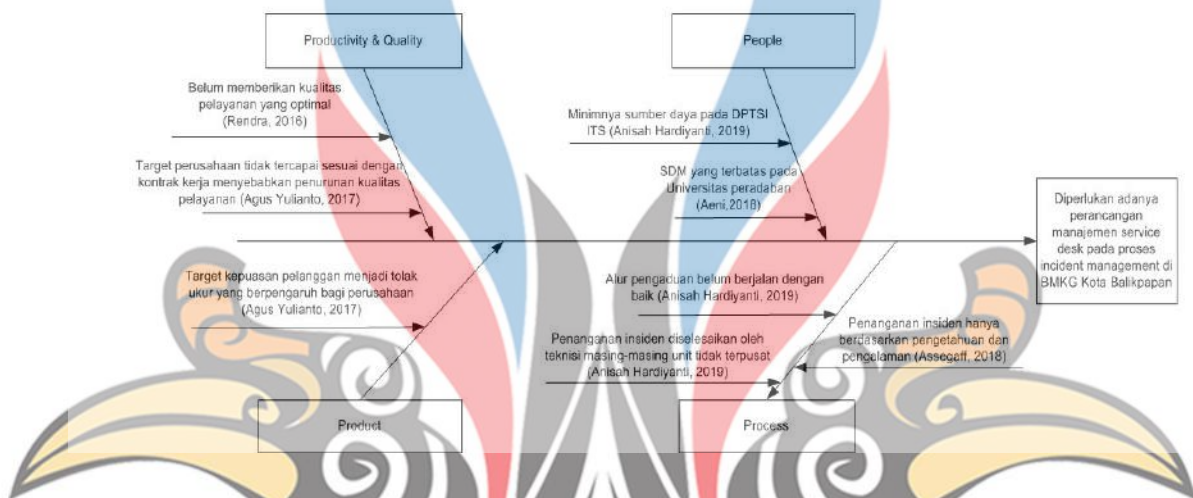 Productivity & Quality
Belum memberikan kualitas
pelayanan yang optimal
(Rendra, 2016)
Target perusahaan tidak tercapai sesuai dengan
kontrak kerja menyebabkan penurunan kualitas
pelayanan (Agus Yulianto, 2017)
People
Minimnya sumber daya pada DPTSI
ITS (Anisah Hardiyanti, 2019)
SDM yang terbatas pada
Universitas peradaban
(Aeni,2018)
Diperlukan adanya
perancangan
manajemen service
desk pada proses
incident management di
BMKG Kota Balikpapan
Target kepuasan pelanggan menjadi tolak
ukur yang berpengaruh bagi perusahaan
(Agus Yulianto, 2017)
Product
Alur pengaduan belum berjalan dengan
baik (Anisah Hardiyanti, 2019)
Penanganan insiden diselesaikan oleh
teknisi masing-masing unit tidak terpusat
(Anisah Hardiyanti, 2019)
Penanganan insiden hanya
berdasarkan pengetahuan dan
pengalaman (Assegaff, 2018)
Process